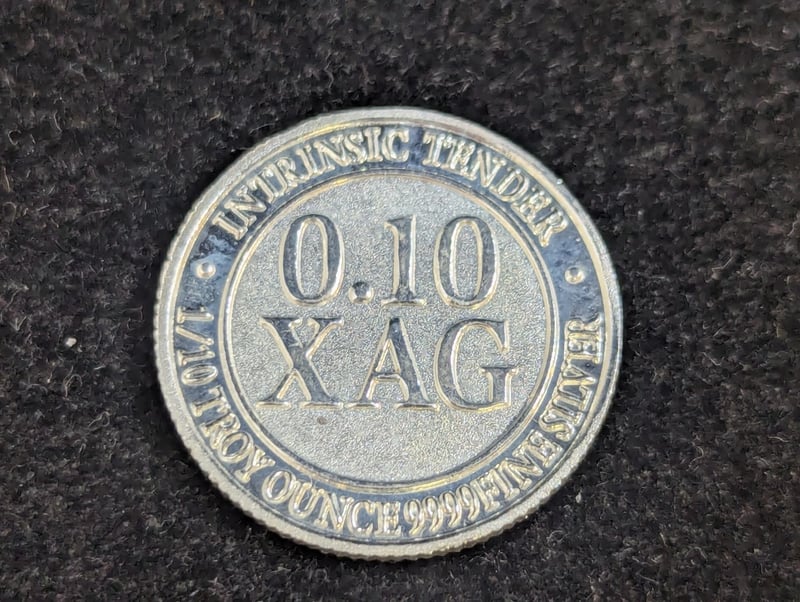 INTRINSIC TENDER
0.10
XAG
1/10 TROY OUNCE 9999 FINE SILVER